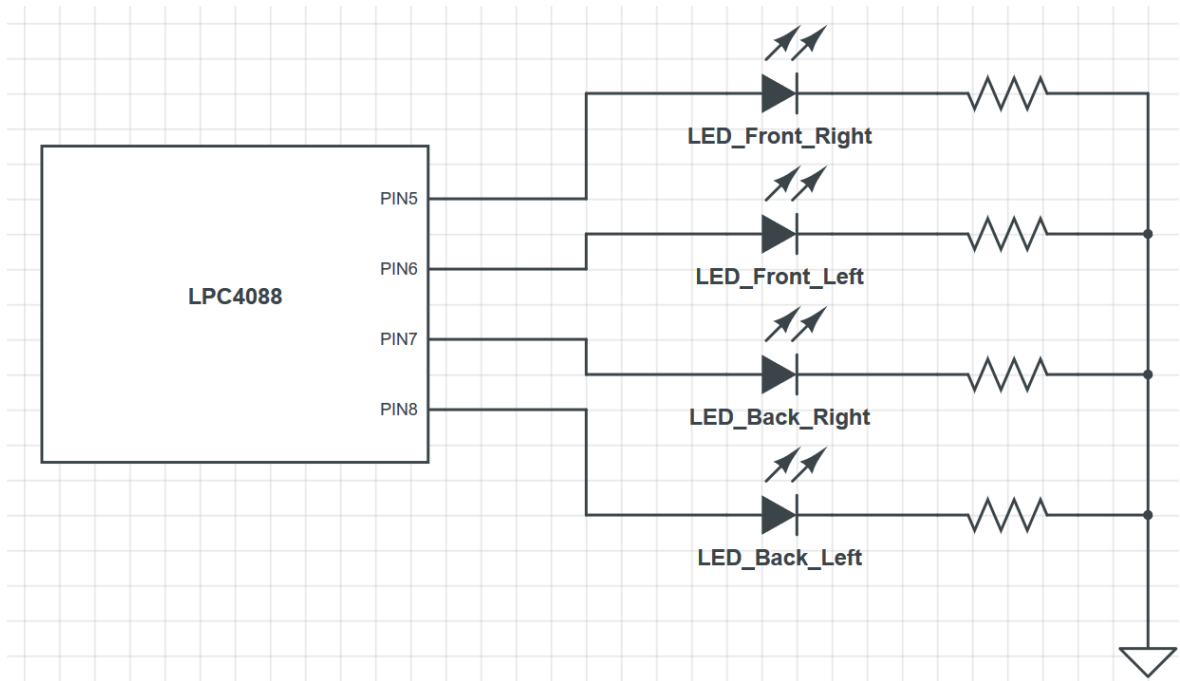 LED_Front_Right
PIN5
LED_Front_Left
PIN6
LPC4088
PIN7
LED_Back_Right
PIN8
LED_Back_Left